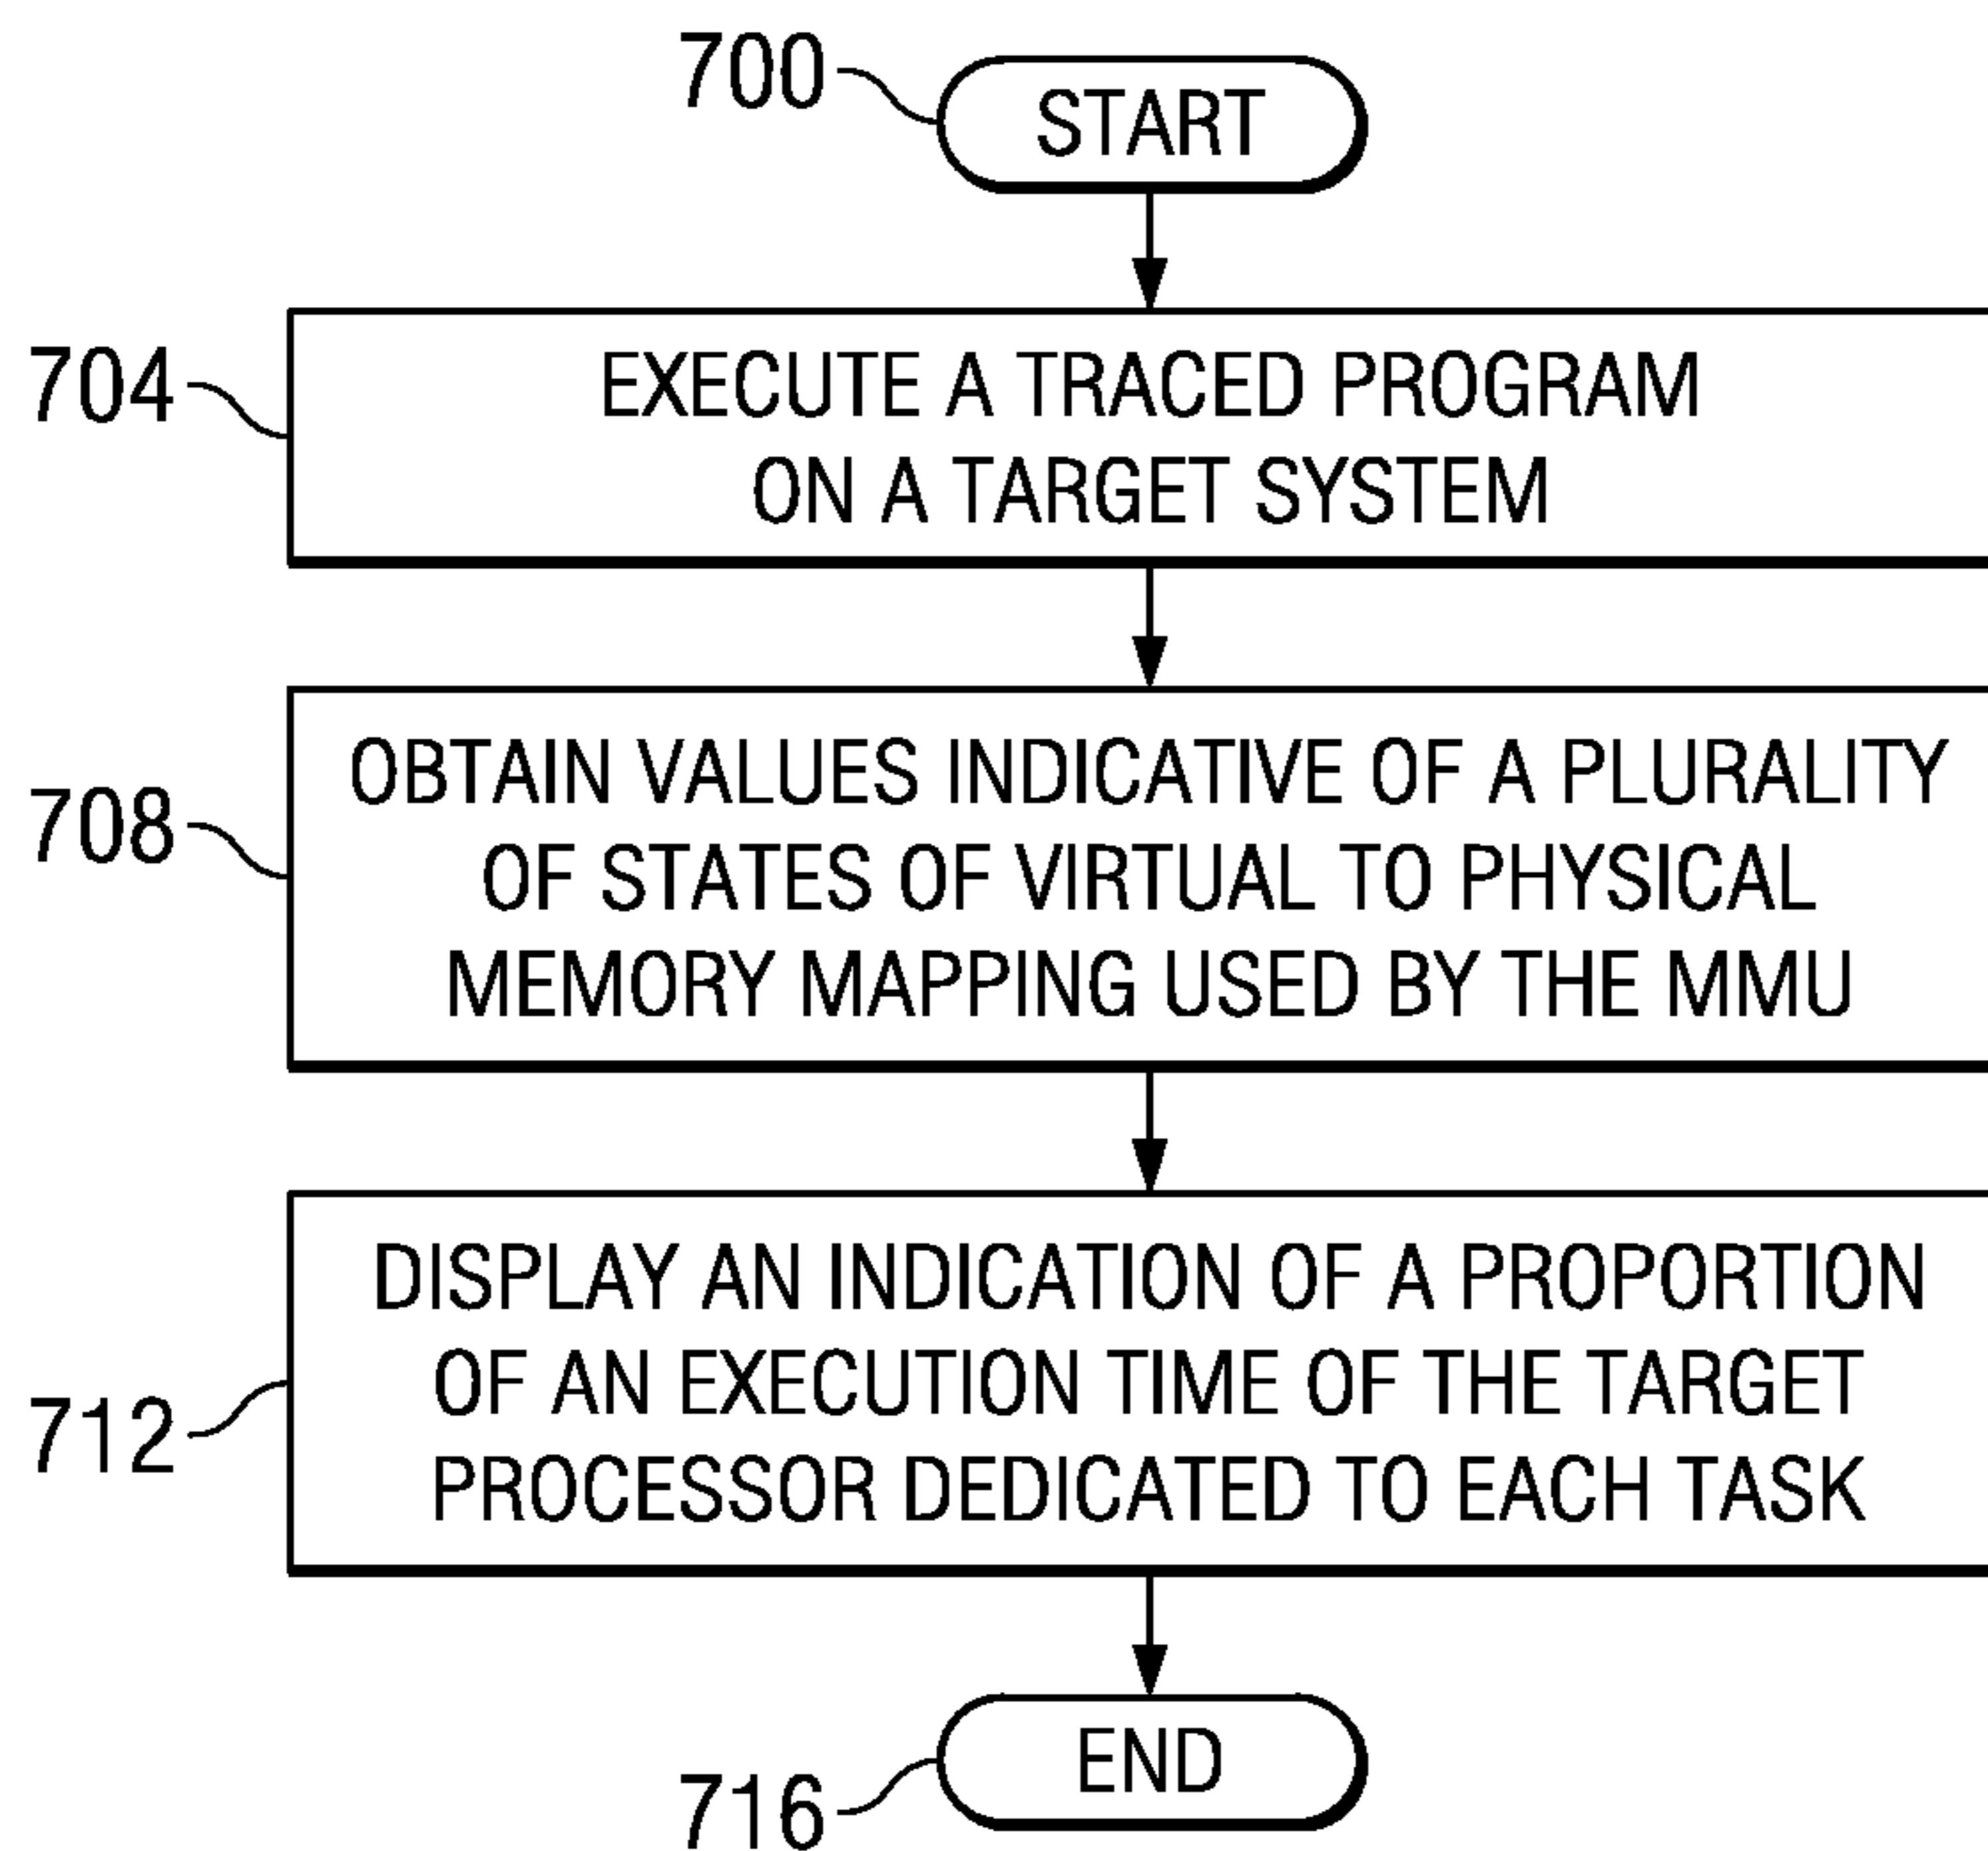 700
START
704
EXECUTE A TRACED PROGRAM
ON A TARGET SYSTEM
708
OBTAIN VALUES INDICATIVE OF A PLURALITY
OF STATES OF VIRTUAL TO PHYSICAL
MEMORY MAPPING USED BY THE MMU
712
DISPLAY AN INDICATION OF A PROPORTION
OF AN EXECUTION TIME OF THE TARGET
PROCESSOR DEDICATED TO EACH TASK
716
END